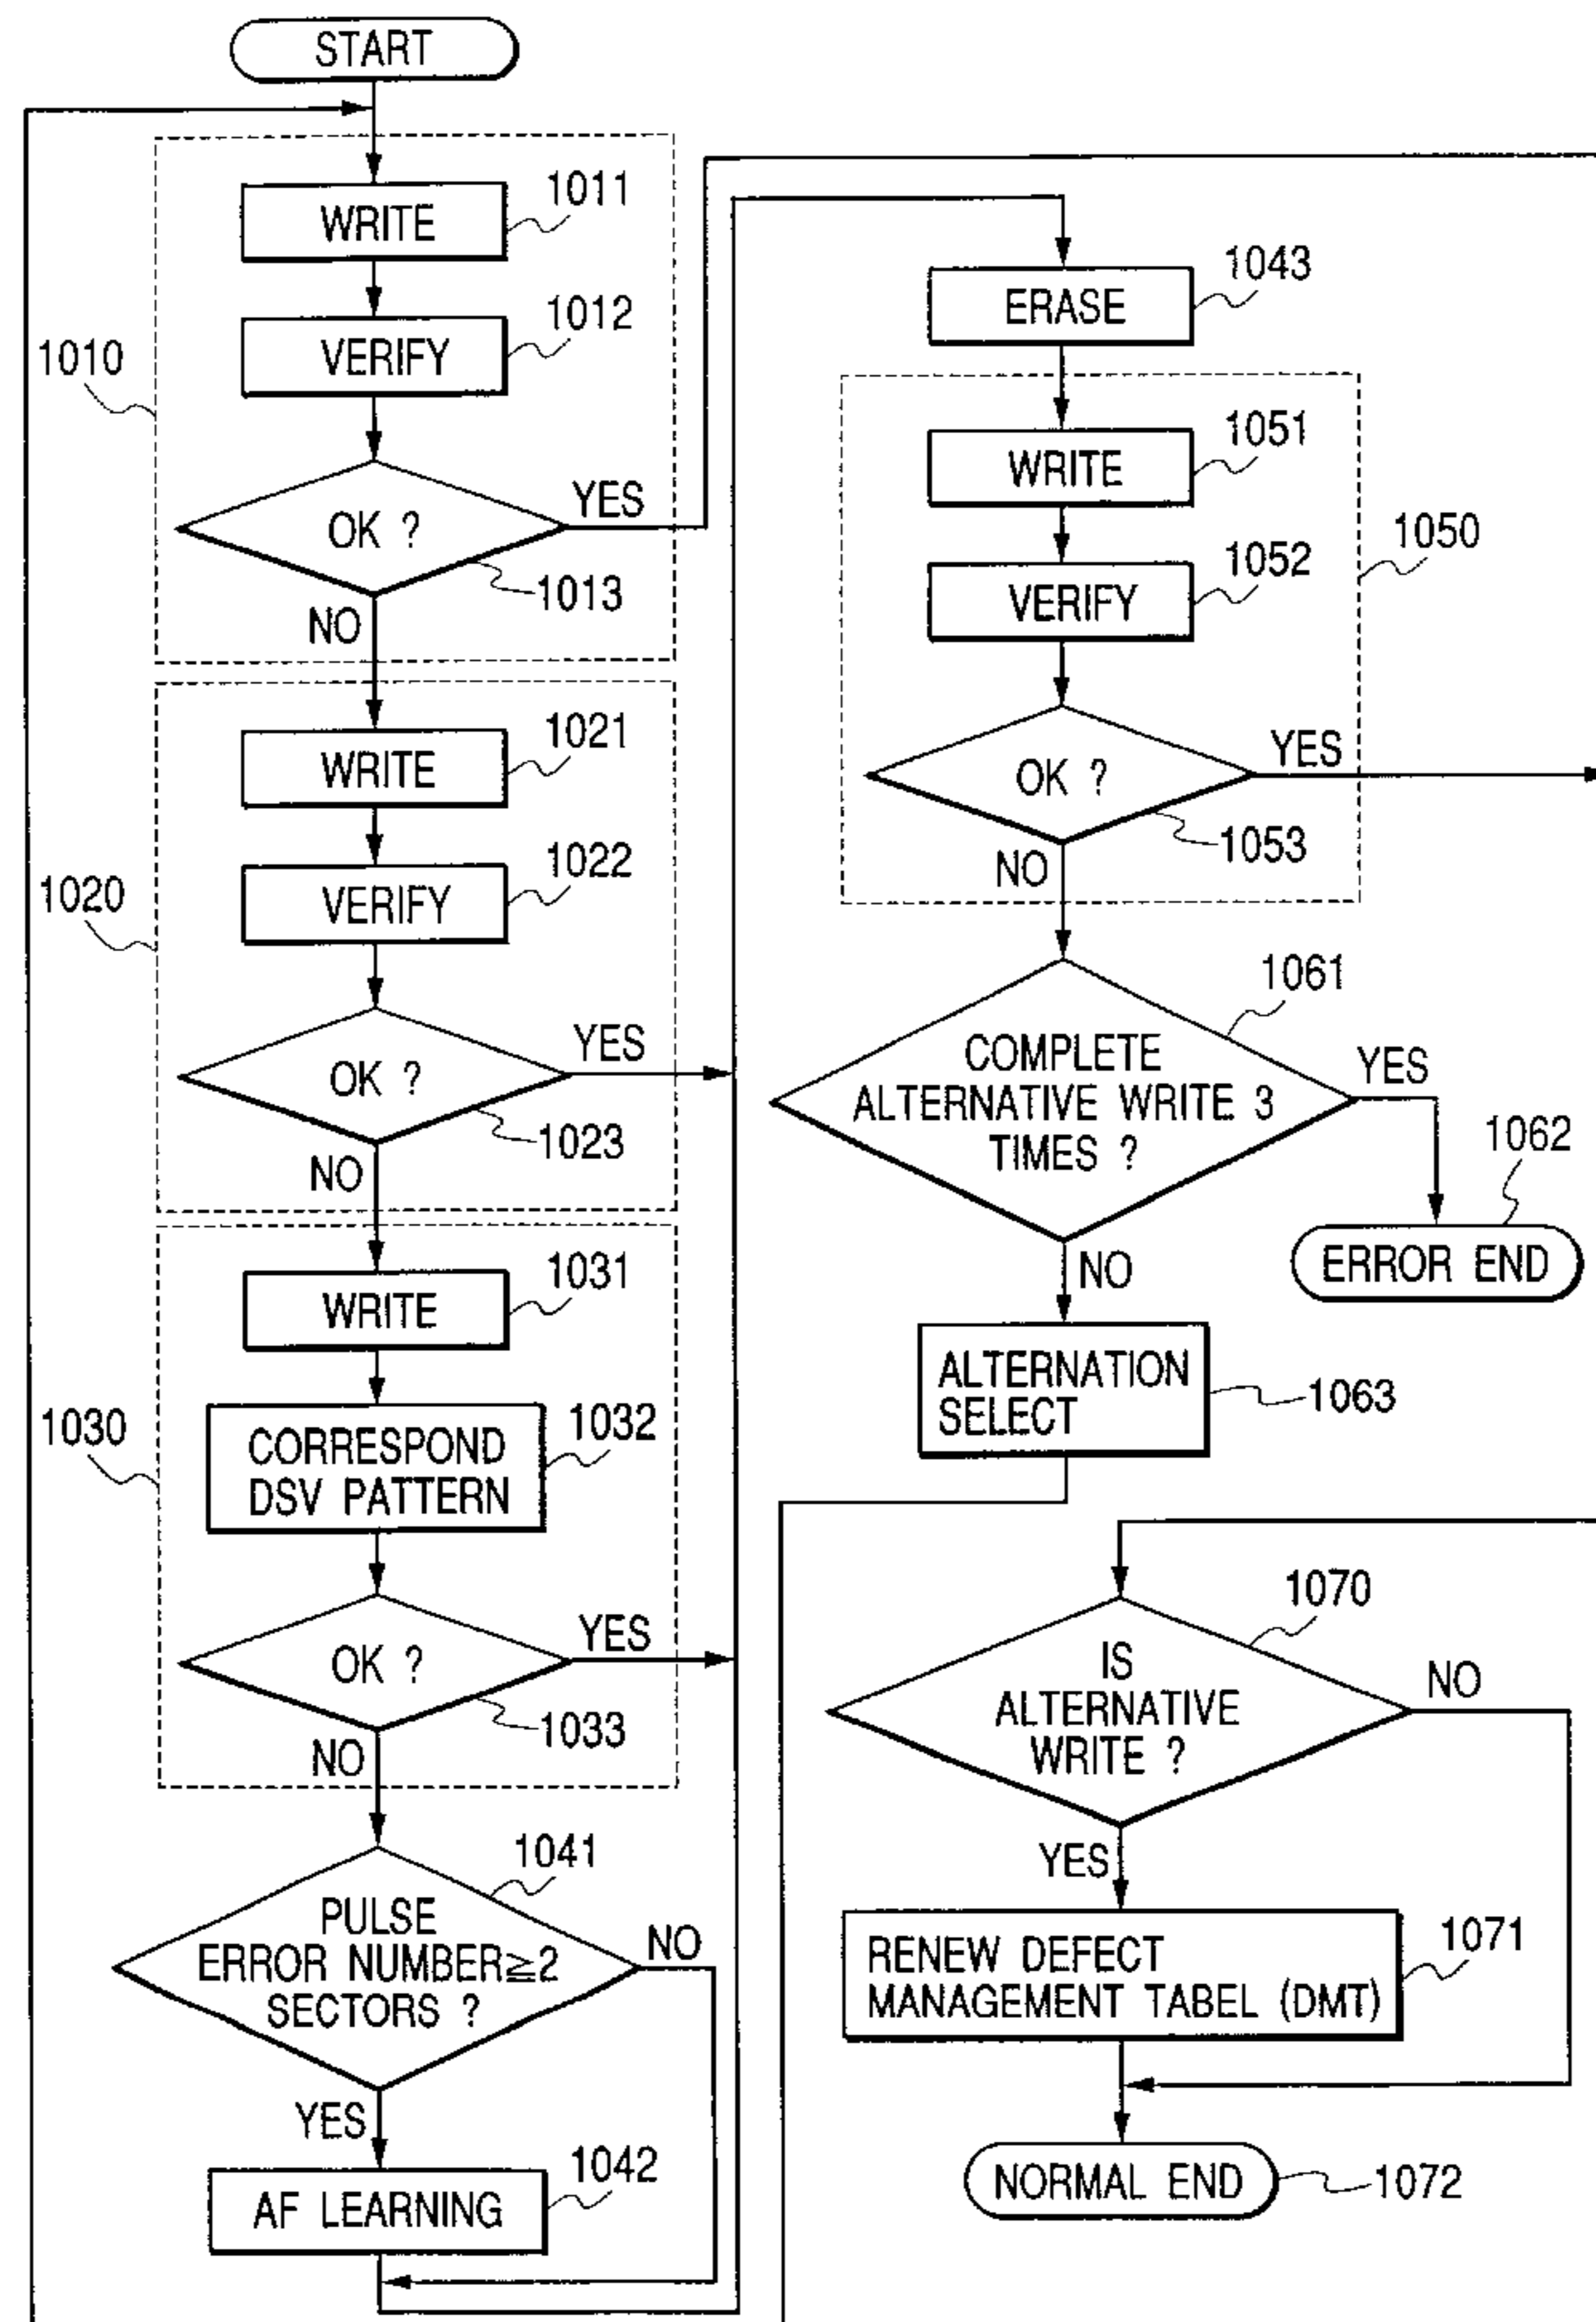 START
WRITE
1011
VERIFY
1012
1010
OK ?
YES
1013
NO
WRITE
1021
VERIFY
1022
1020
OK ?
YES
1023
NO
WRITE
1031
CORRESPOND
DSV PATTERN
1032
1030
OK ?
YES
1033
NO
1041
PULSE
ERROR NUMBER≧2
SECTORS ?
NO
YES
AF LEARNING
1042
ERASE
1043
WRITE
1051
VERIFY
1052
1050
OK ?
YES
1053
NO
1061
COMPLETE
ALTERNATIVE WRITE 3
TIMES ?
YES
1062
ERROR END
NO
ALTERNATION
SELECT
1063
1070
IS
ALTERNATIVE
WRITE ?
NO
YES
RENEW DEFECT
MANAGEMENT TABEL (DMT)
1071
NORMAL END
1072